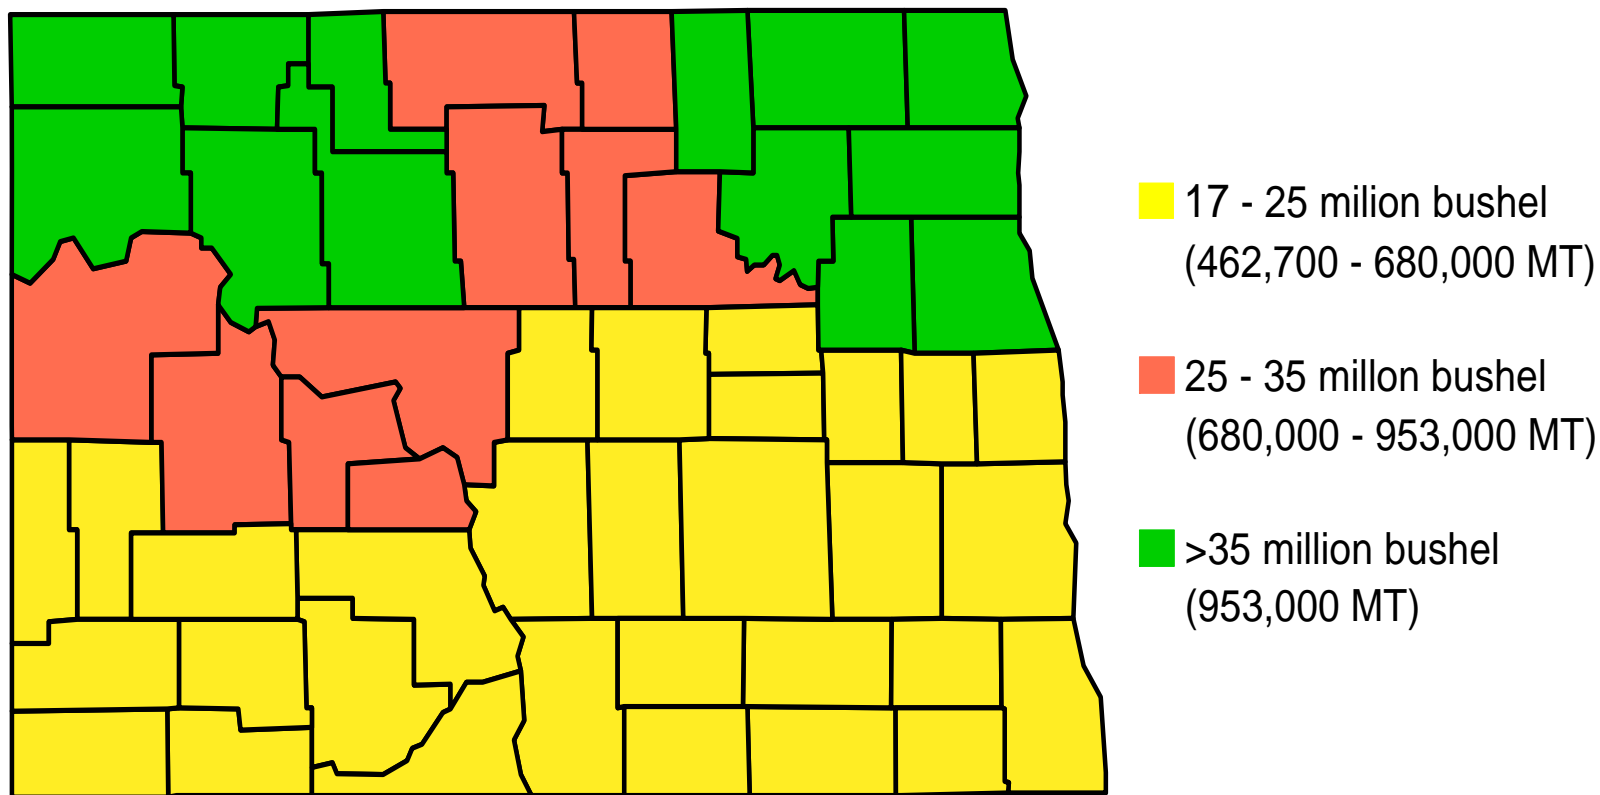 17 - 25 milion bushel
(462,700 - 680,000 MT)
25 - 35 millon bushel
(680,000 - 953,000 MT)
>35 million bushel
(953,000 MT)